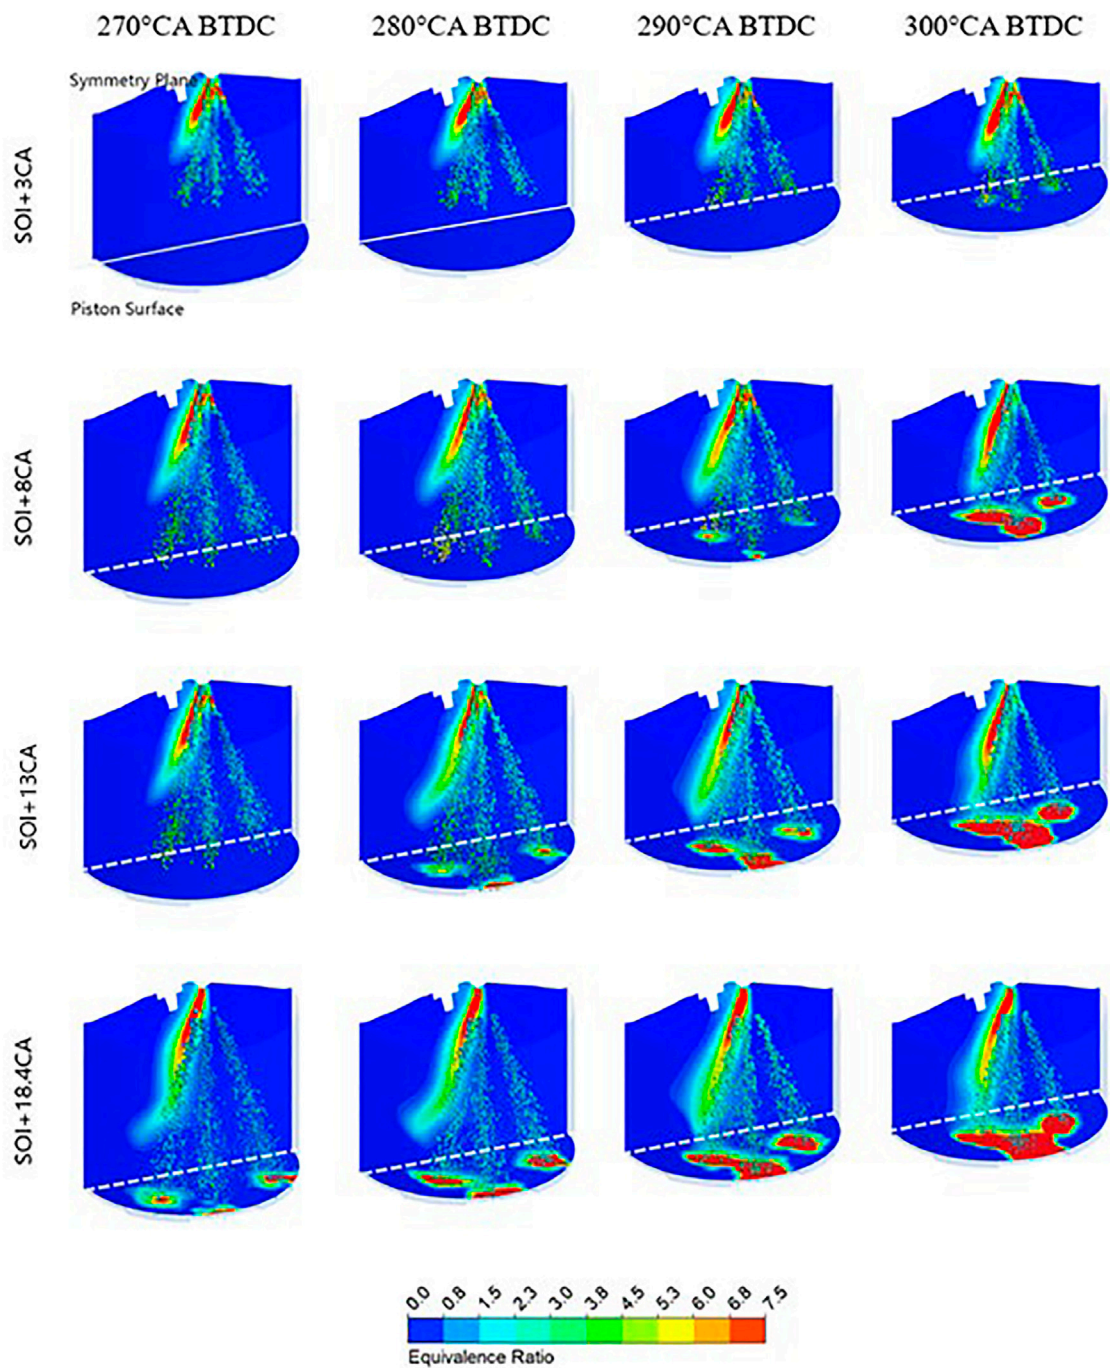 270°CA BTDC 280°CA BTDC 290°CA BTDC 300°CA BTDC
Symmetry Plane
SOI+3CA
Piston Surface
SOI+8CA
SOI+13CA
SOI+18.4CA
0.0 0.8 1.5 2.3 3.0 3.8 4.5 5.3 6.0 6.8 7.5
Equivalence Ratio